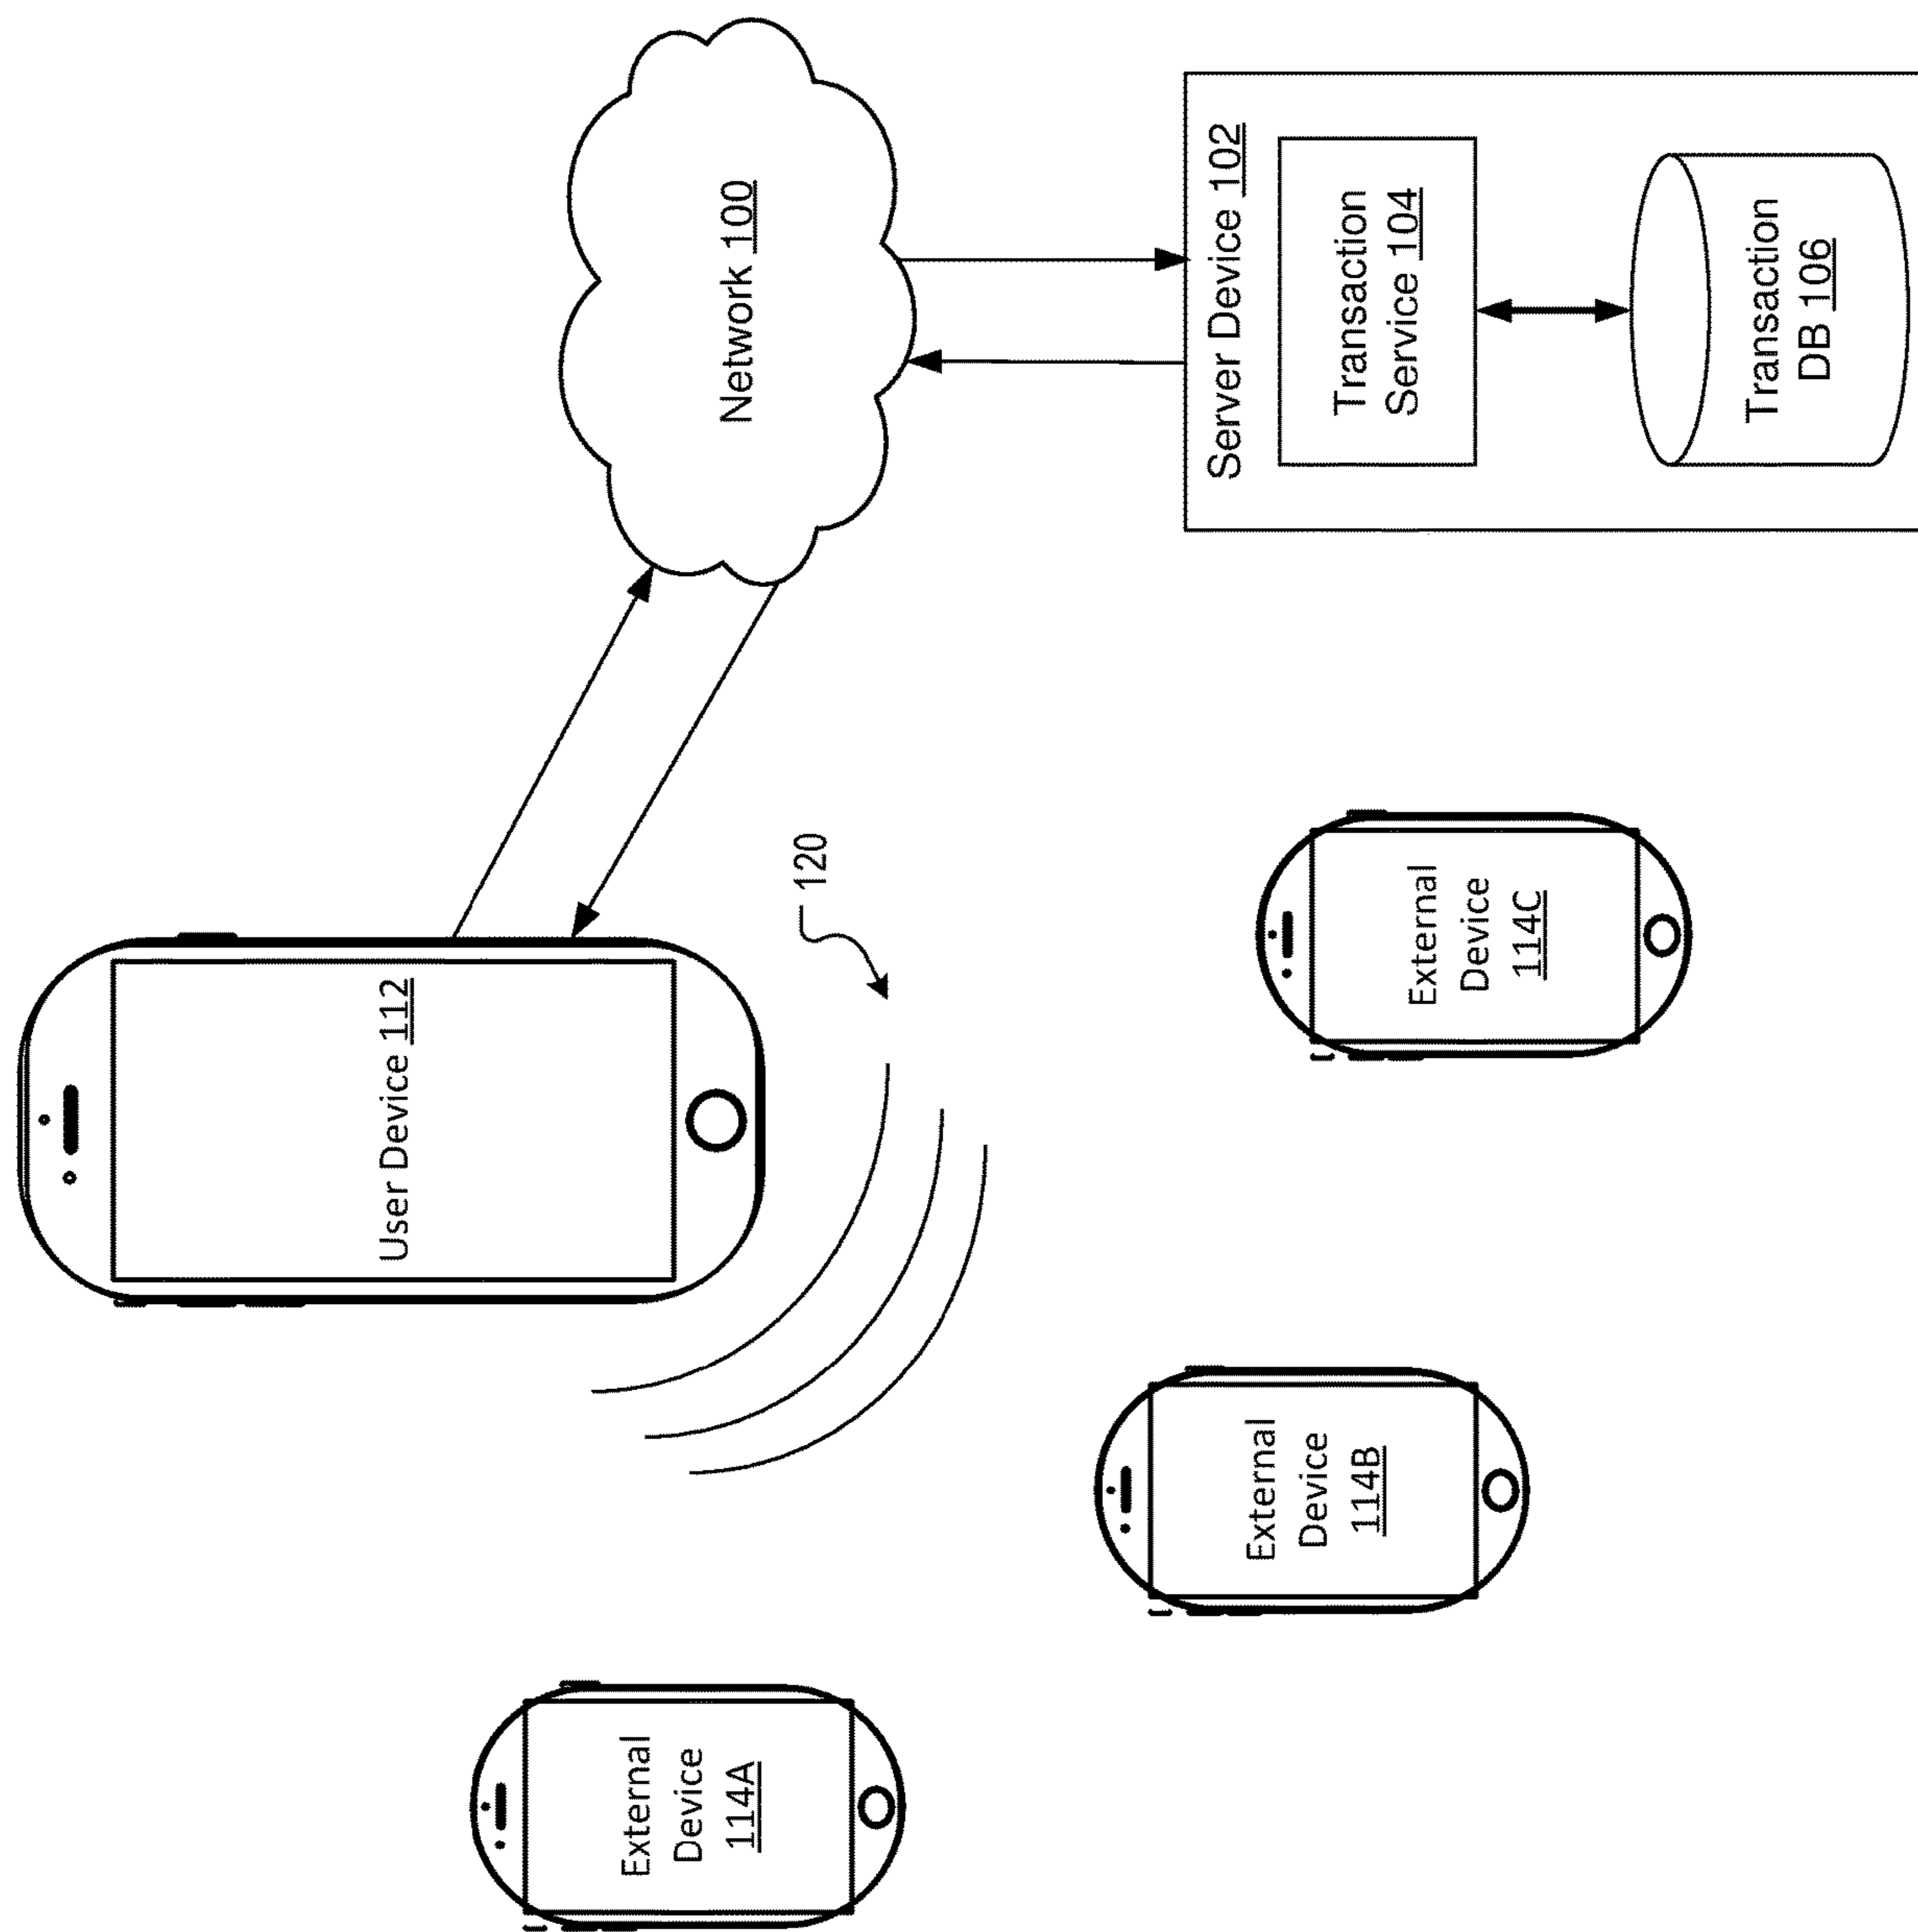 User Device 112
Network 100
120
Server Device 102
Transaction
Service 104
Transaction
DB 106
External
Device
114A
External
Device
114B
External
Device
114C